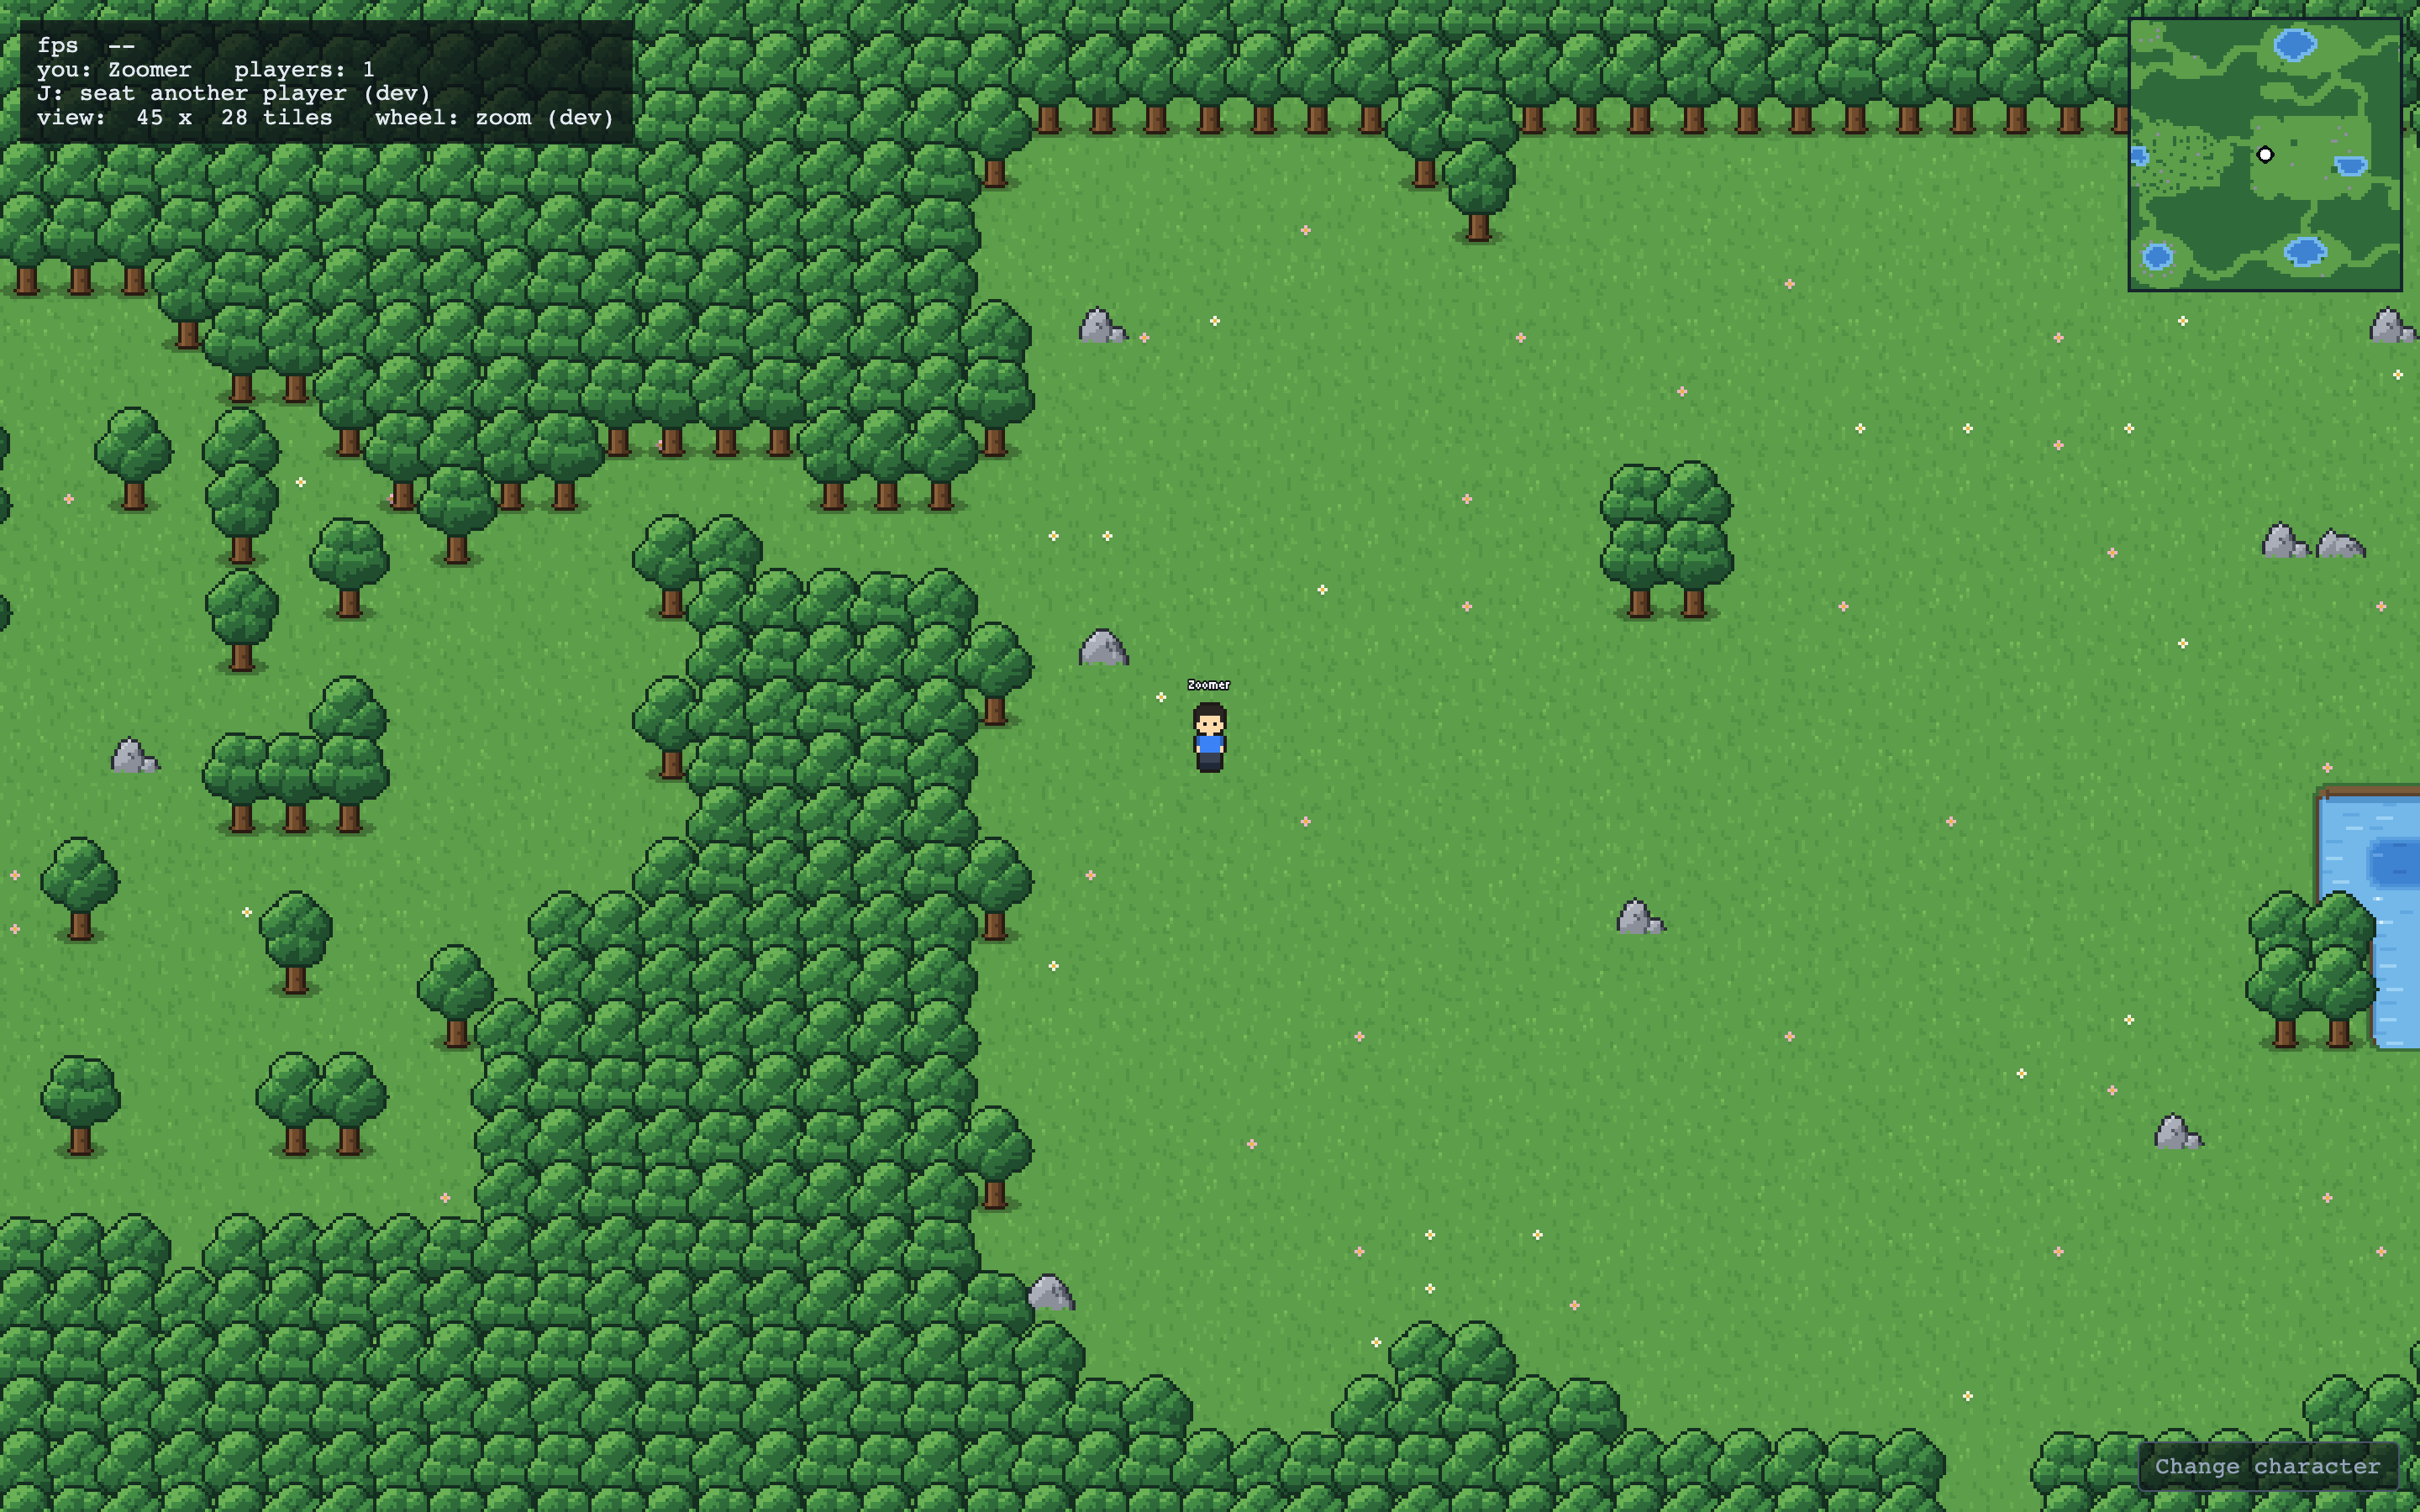 fps  --
you: Zoomer   players: 1
J: seat another player (dev)
view:  45 x  28 tiles   wheel: zoom (dev)
Zoomer
Change character